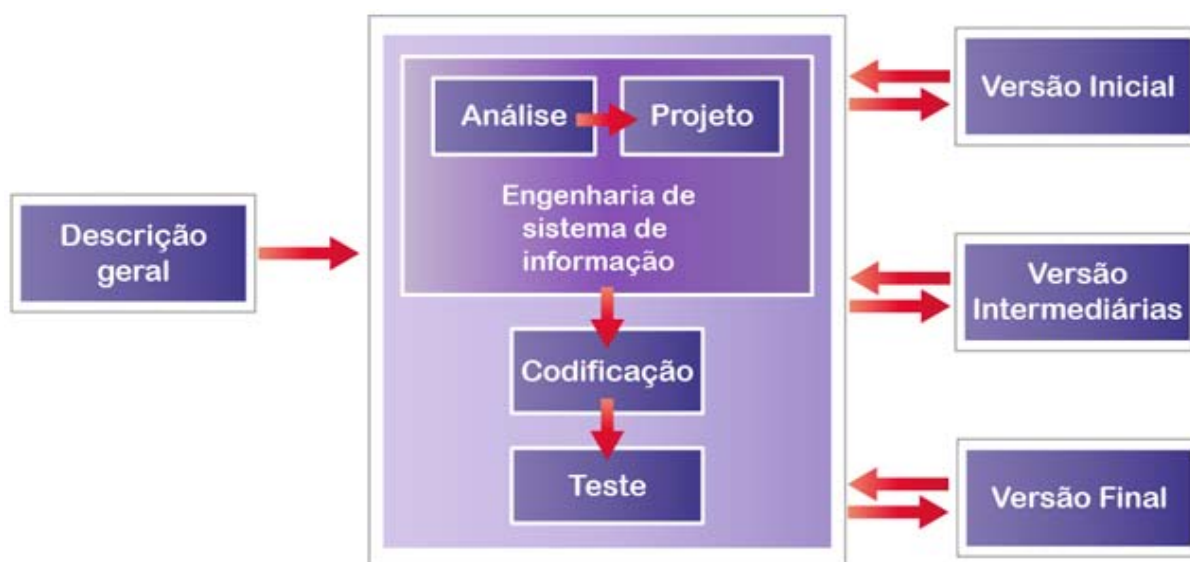 Descrição
geral
Análise
Projeto
Engenharia de
sistema de
informação
Codificação
Teste
Versão Inicial
Versão
Intermediárias
Versão Final